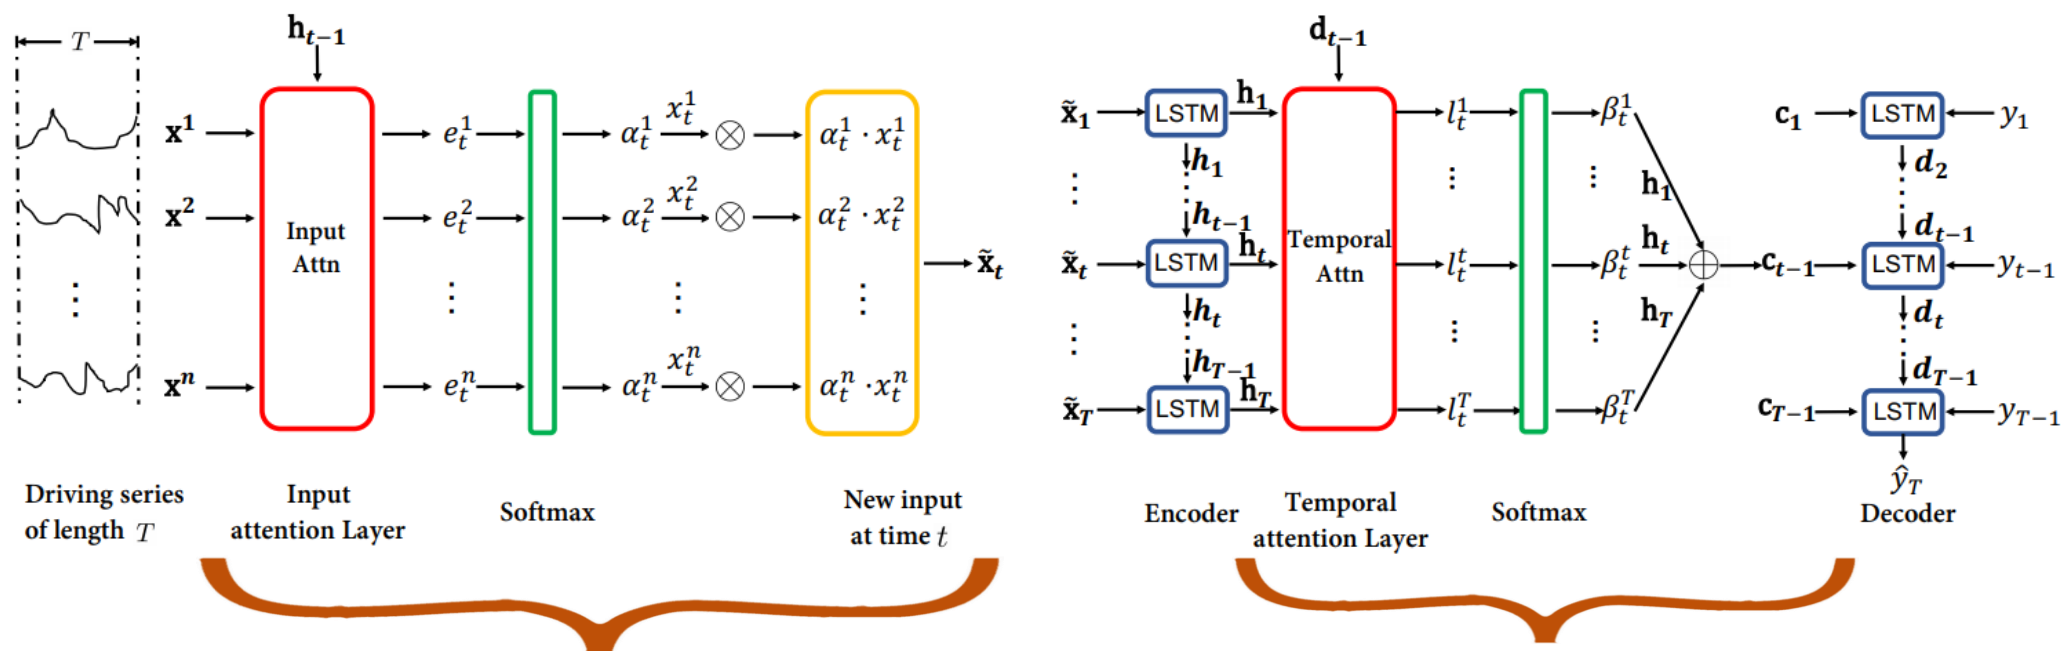 T
h_{t−1}
x^1 e_t^1 α_t^1 x_t^1 ⊗ α_t^1 · x_t^1
x^2 e_t^2 α_t^2 x_t^2 ⊗ α_t^2 · x_t^2
Input
Attn
x̃_t
⋮ ⋮ ⋮ ⋮
x^n e_t^n α_t^n x_t^n ⊗ α_t^n · x_t^n
Driving series
of length T
Input
attention Layer
Softmax
New input
at time t
d_{t−1}
x̃_1 LSTM h_1 l_t^1 β_t^1 c_1 LSTM y_1
h_1 d_2
⋮ ⋮ ⋮ h_1
h_{t−1} d_{t−1}
Temporal
Attn
x̃_t LSTM h_t l_t^t β_t^t h_t ⊕ c_{t−1} LSTM y_{t−1}
h_t d_t
⋮ ⋮ ⋮ h_T
h_{T−1} d_{T−1}
x̃_T LSTM h_T l_t^T β_t^T c_{T−1} LSTM y_{T−1}
ŷ_T
Encoder
Temporal
attention Layer
Softmax
Decoder